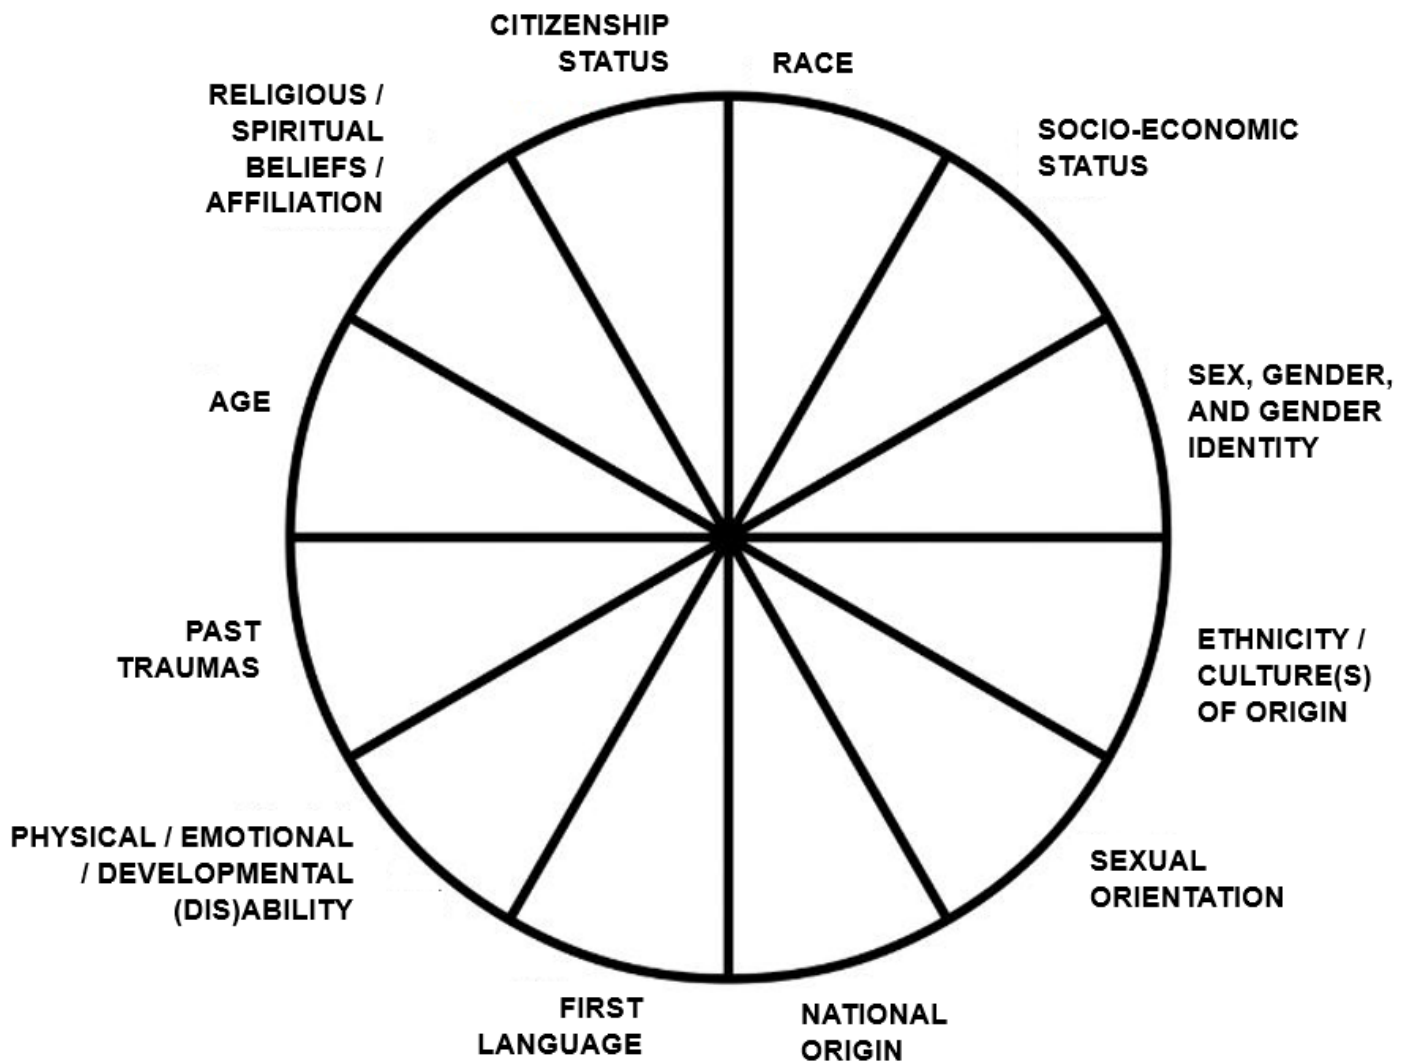 CITIZENSHIP
STATUS
RACE
SOCIO-ECONOMIC
STATUS
SEX, GENDER,
AND GENDER
IDENTITY
ETHNICITY /
CULTURE(S)
OF ORIGIN
SEXUAL
ORIENTATION
NATIONAL
ORIGIN
FIRST
LANGUAGE
PHYSICAL / EMOTIONAL
/ DEVELOPMENTAL
(DIS)ABILITY
PAST
TRAUMAS
AGE
RELIGIOUS /
SPIRITUAL
BELIEFS /
AFFILIATION